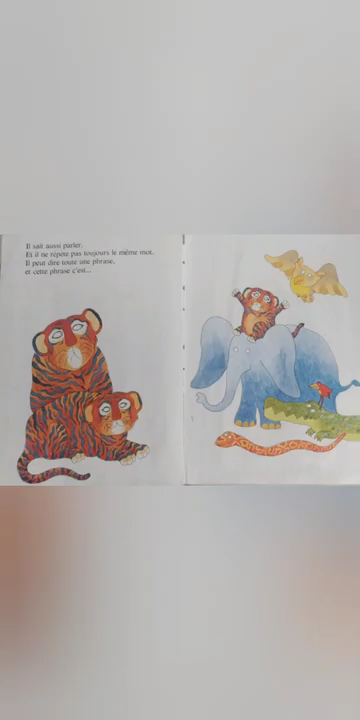 Il sait aussi parler.
Et il ne répète pas toujours le même mot.
Il peut dire toute une phrase,
et cette phrase c'est...